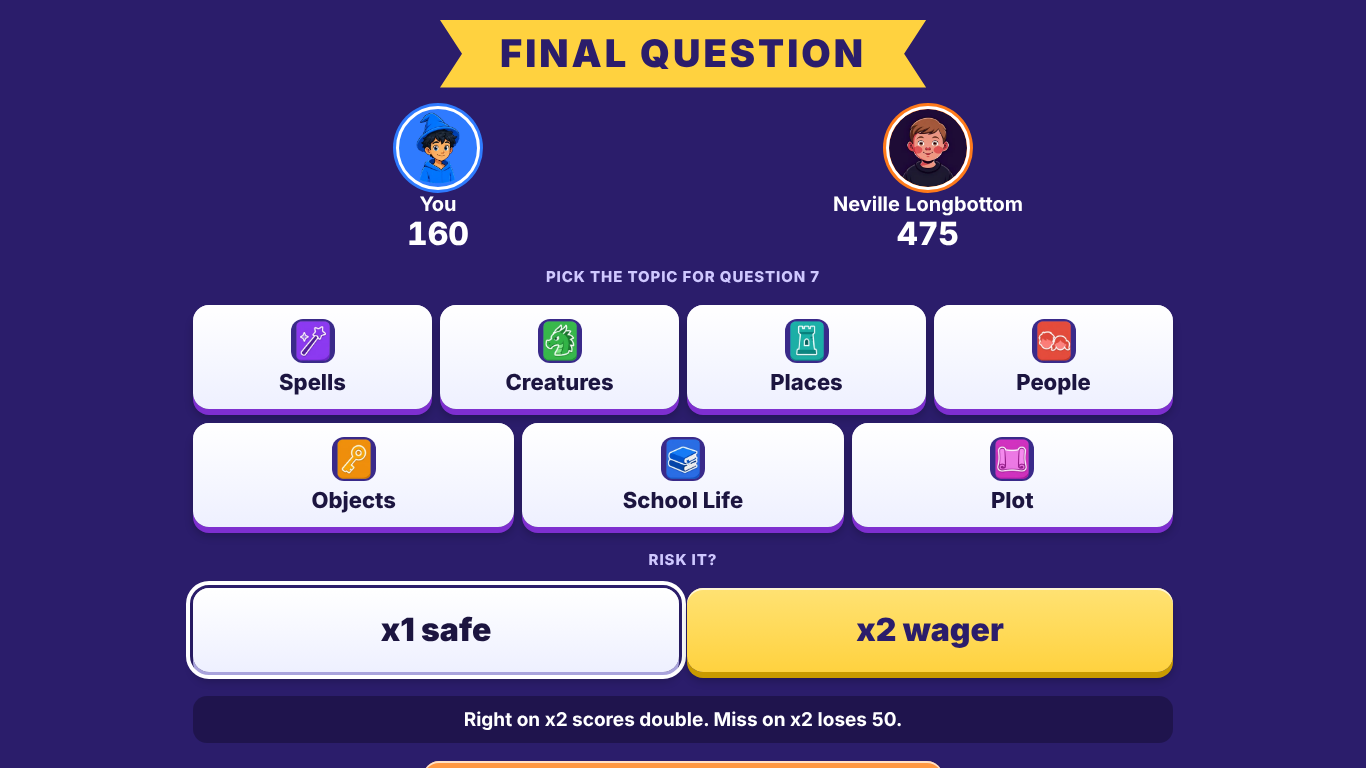 FINAL QUESTION
You
160
Neville Longbottom
475
PICK THE TOPIC FOR QUESTION 7
Spells
Creatures
Places
People
Objects
School Life
Plot
RISK IT?
x1 safe
x2 wager
Right on x2 scores double. Miss on x2 loses 50.